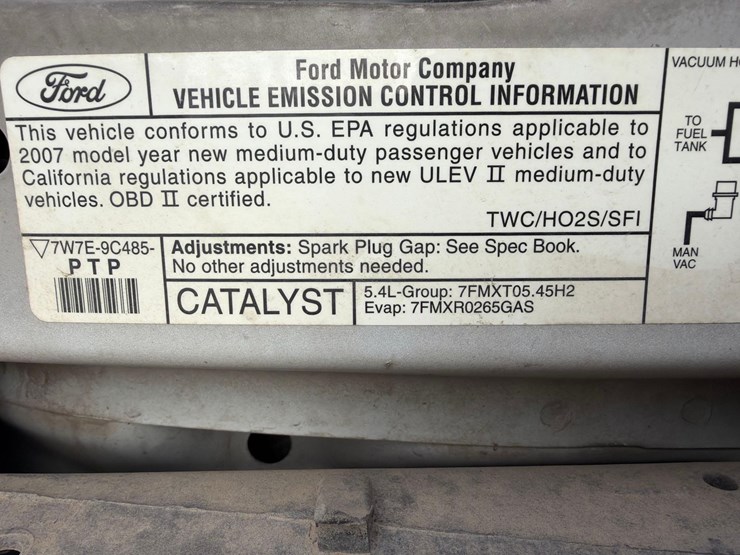 Ford
Ford Motor Company
VEHICLE EMISSION CONTROL INFORMATION
This vehicle conforms to U.S. EPA regulations applicable to
2007 model year new medium-duty passenger vehicles and to
California regulations applicable to new ULEV II medium-duty
vehicles. OBD II certified.
TWC/HO2S/SFI
7W7E-9C485-
PTP
Adjustments: Spark Plug Gap: See Spec Book.
No other adjustments needed.
CATALYST
5.4L-Group: 7FMXT05.45H2
Evap: 7FMXR0265GAS
VACUUM
TO
FUEL
TANK
MAN
VAC